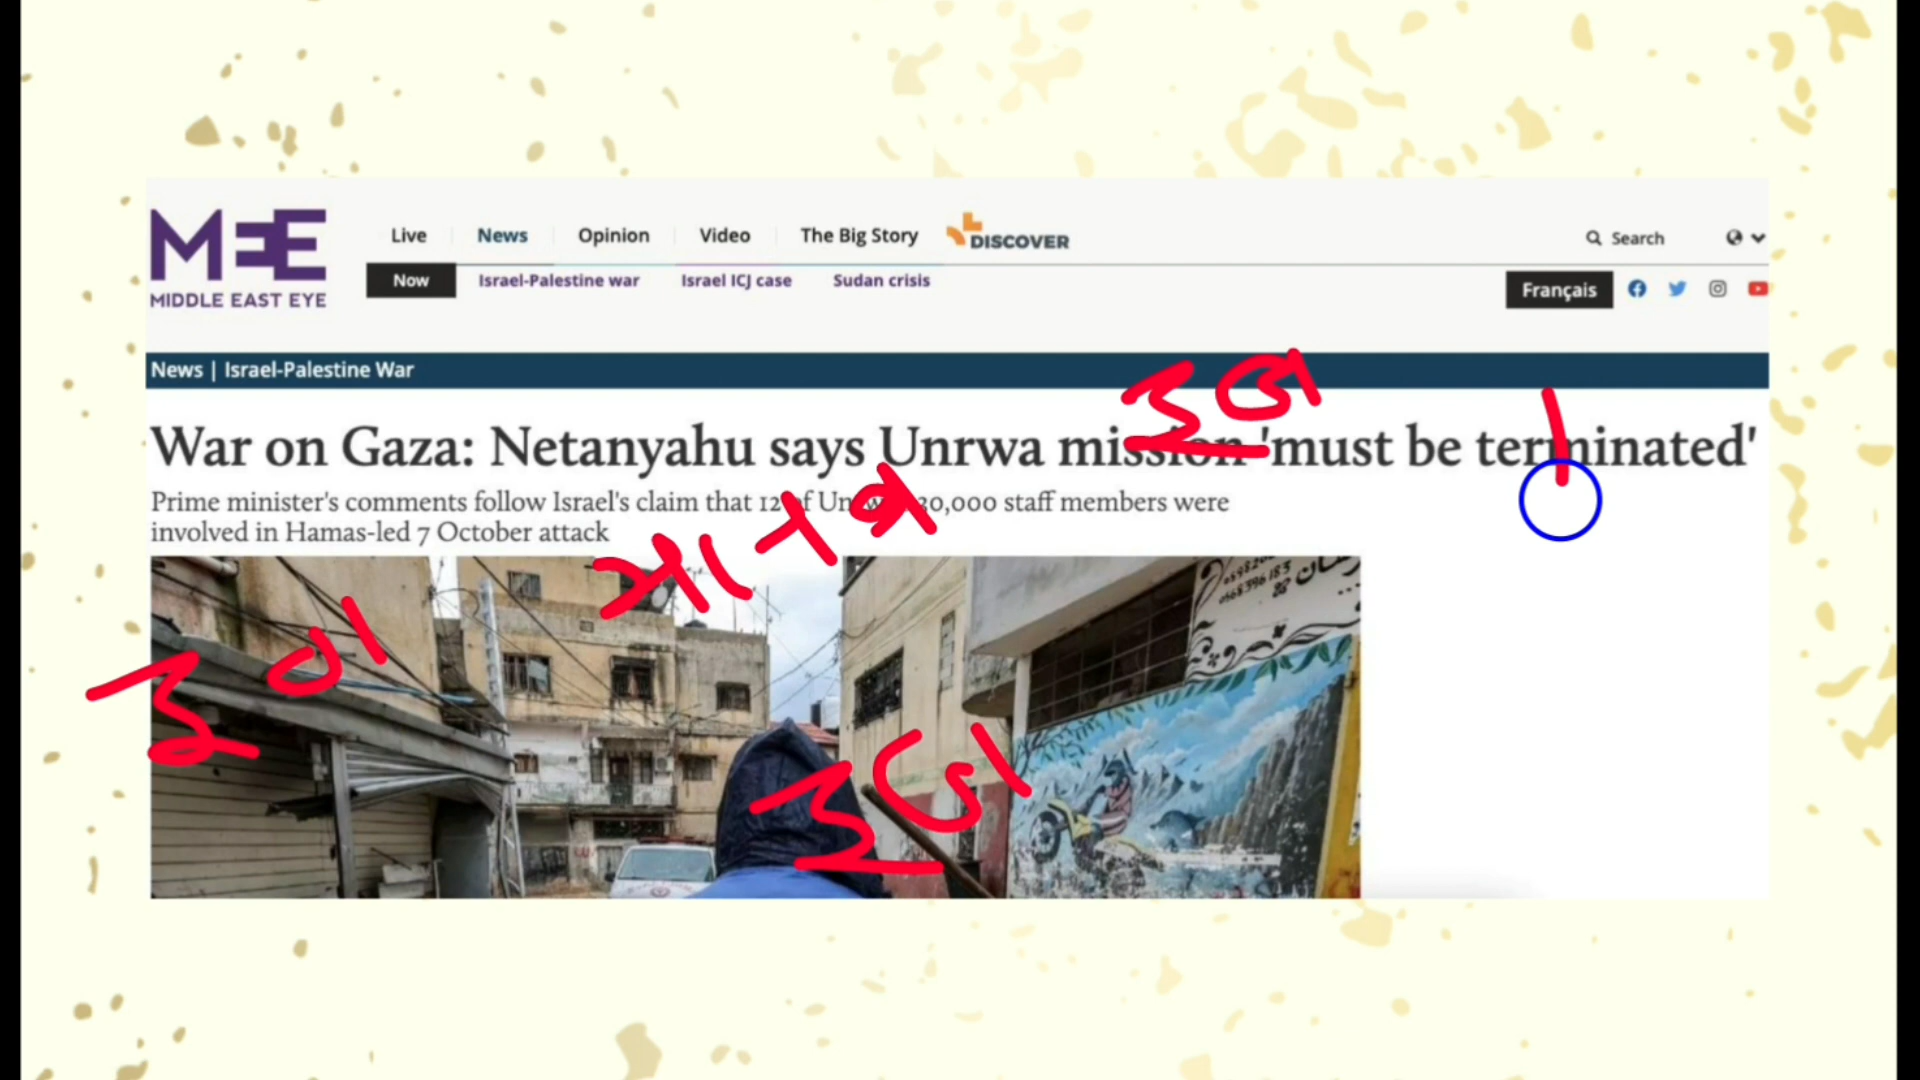 Live News Opinion Video The Big Story DISCOVER Search
MEE
MIDDLE EAST EYE
Now Israel-Palestine war Israel ICJ case Sudan crisis Français
News | Israel-Palestine War
War on Gaza: Netanyahu says Unrwa mission 'must be terminated'
Prime minister's comments follow Israel's claim that 12 of Unrwa's 30,000 staff members were
involved in Hamas-led 7 October attack